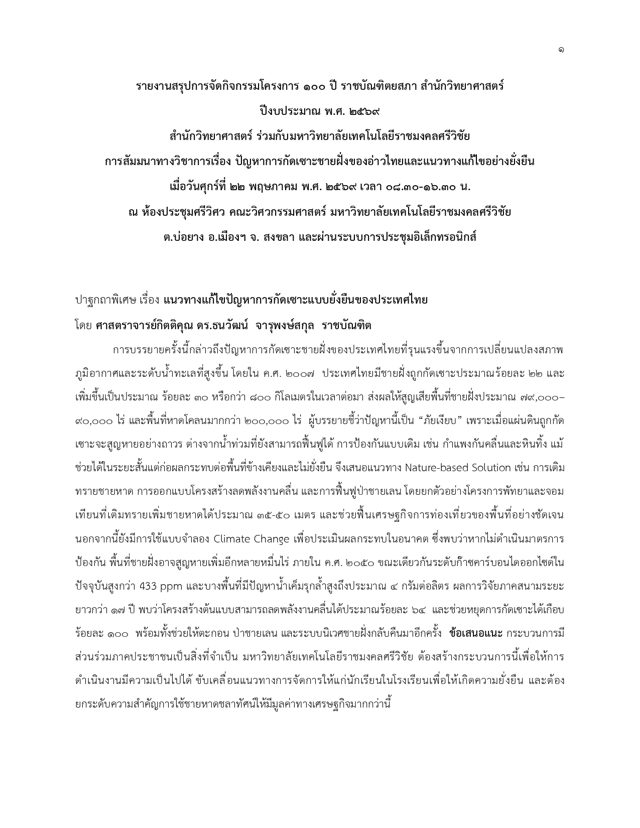 ๑
รายงานสรุปการจัดกิจกรรมโครงการ ๑๐๐ ปี ราชบัณฑิตยสภา สำนักวิทยาศาสตร์
ปีงบประมาณ พ.ศ. ๒๕๖๙
สำนักวิทยาศาสตร์ ร่วมกับมหาวิทยาลัยเทคโนโลยีราชมงคลศรีวิชัย
การสัมมนาทางวิชาการเรื่อง ปัญหาการกัดเซาะชายฝั่งของอ่าวไทยและแนวทางแก้ไขอย่างยั่งยืน
เมื่อวันศุกร์ที่ ๒๒ พฤษภาคม พ.ศ. ๒๕๖๙ เวลา ๐๘.๓๐-๑๖.๓๐ น.
ณ ห้องประชุมศรีวิศว คณะวิศวกรรมศาสตร์ มหาวิทยาลัยเทคโนโลยีราชมงคลศรีวิชัย
ต.บ่อยาง อ.เมืองฯ จ. สงขลา และผ่านระบบการประชุมอิเล็กทรอนิกส์
ปาฐกถาพิเศษ เรื่อง แนวทางแก้ไขปัญหาการกัดเซาะแบบยั่งยืนของประเทศไทย
โดย ศาสตราจารย์กิตติคุณ ดร.ธนวัฒน์ จารุพงษ์สกุล ราชบัณฑิต
การบรรยายครั้งนี้กล่าวถึงปัญหาการกัดเซาะชายฝั่งของประเทศไทยที่รุนแรงขึ้นจากการเปลี่ยนแปลงสภาพ
ภูมิอากาศและระดับน้ำทะเลที่สูงขึ้น โดยใน ค.ศ. ๒๐๐๗ ประเทศไทยมีชายฝั่งถูกกัดเซาะประมาณร้อยละ ๒๒ และ
เพิ่มขึ้นเป็นประมาณ ร้อยละ ๓๐ หรือกว่า ๘๐๐ กิโลเมตรในเวลาต่อมา ส่งผลให้สูญเสียพื้นที่ชายฝั่งประมาณ ๗๙,๐๐๐–
๙๐,๐๐๐ ไร่ และพื้นที่หาดโคลนมากกว่า ๒๐๐,๐๐๐ ไร่ ผู้บรรยายชี้ว่าปัญหานี้เป็น “ภัยเงียบ” เพราะเมื่อแผ่นดินถูกกัด
เซาะจะสูญหายอย่างถาวร ต่างจากน้ำท่วมที่ยังสามารถฟื้นฟูได้ การป้องกันแบบเดิม เช่น กำแพงกันคลื่นและหินทิ้ง แม้
ช่วยได้ในระยะสั้นแต่ก่อผลกระทบต่อพื้นที่ข้างเคียงและไม่ยั่งยืน จึงเสนอแนวทาง Nature-based Solution เช่น การเติม
ทรายชายหาด การออกแบบโครงสร้างลดพลังงานคลื่น และการฟื้นฟูป่าชายเลน โดยยกตัวอย่างโครงการพัทยาและจอม
เทียนที่เติมทรายเพิ่มชายหาดได้ประมาณ ๓๕-๕๐ เมตร และช่วยฟื้นเศรษฐกิจการท่องเที่ยวของพื้นที่อย่างชัดเจน
นอกจากนี้ยังมีการใช้แบบจำลอง Climate Change เพื่อประเมินผลกระทบในอนาคต ซึ่งพบว่าหากไม่ดำเนินมาตรการ
ป้องกัน พื้นที่ชายฝั่งอาจสูญหายเพิ่มอีกหลายหมื่นไร่ ภายใน ค.ศ. ๒๐๕๐ ขณะเดียวกันระดับก๊าซคาร์บอนไดออกไซด์ใน
ปัจจุบันสูงกว่า 433 ppm และบางพื้นที่มีปัญหาน้ำเค็มรุกล้ำสูงถึงประมาณ ๔ กรัมต่อลิตร ผลการวิจัยภาคสนามระยะ
ยาวกว่า ๑๗ ปี พบว่าโครงสร้างต้นแบบสามารถลดพลังงานคลื่นได้ประมาณร้อยละ ๖๔ และช่วยหยุดการกัดเซาะได้เกือบ
ร้อยละ ๑๐๐ พร้อมทั้งช่วยให้ตะกอน ป่าชายเลน และระบบนิเวศชายฝั่งกลับคืนมาอีกครั้ง ข้อเสนอแนะ กระบวนการมี
ส่วนร่วมภาคประชาชนเป็นสิ่งที่จำเป็น มหาวิทยาลัยเทคโนโลยีราชมงคลศรีวิชัย ต้องสร้างกระบวนการนี้เพื่อให้การ
ดำเนินงานมีความเป็นไปได้ ขับเคลื่อนแนวทางการจัดการให้แก่นักเรียนในโรงเรียนเพื่อให้เกิดความยั่งยืน และต้อง
ยกระดับความสำคัญการใช้ชายหาดชลาทัศน์ให้มีมูลค่าทางเศรษฐกิจมากกว่านี้